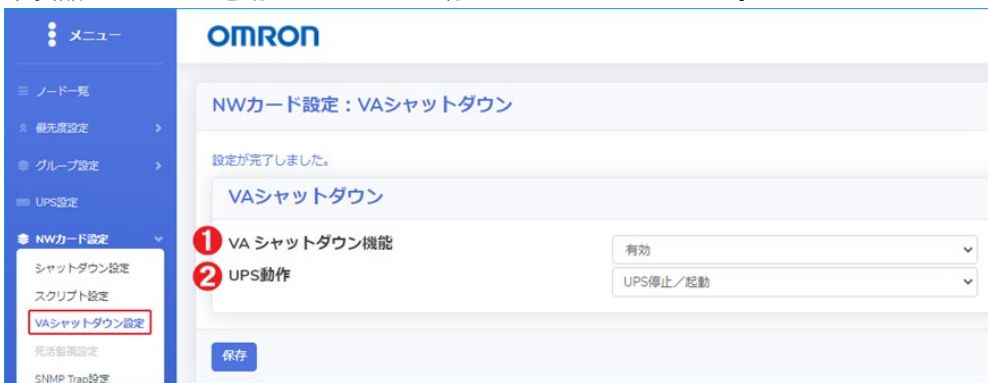 メニュー
OMRON
ノード一覧
優先度設定
グループ設定
UPS設定
NWカード設定
シャットダウン設定
スクリプト設定
VAシャットダウン設定
死活監視設定
SNMP Trap設定
NWカード設定：VAシャットダウン
設定が完了しました。
VAシャットダウン
1 VA シャットダウン機能
有効
2 UPS動作
UPS停止／起動
保存